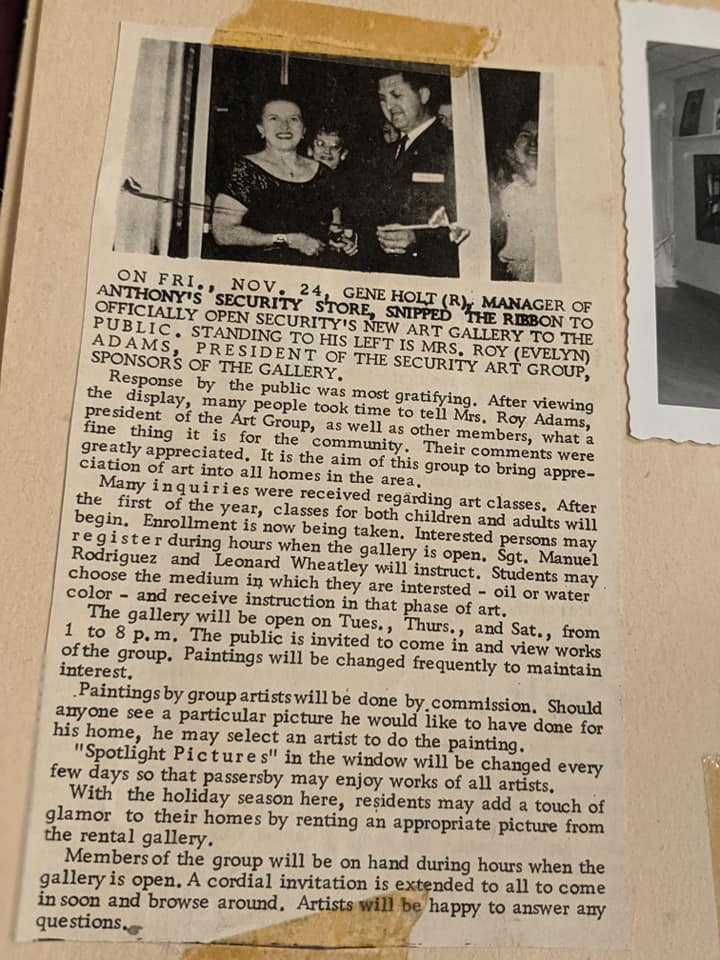 ON FRI., NOV. 24, GENE HOLT (R), MANAGER OF
ANTHONY'S SECURITY STORE, SNIPPED THE RIBBON TO
OFFICIALLY OPEN SECURITY'S NEW ART GALLERY TO THE
PUBLIC. STANDING TO HIS LEFT IS MRS. ROY (EVELYN)
ADAMS, PRESIDENT OF THE SECURITY ART GROUP,
SPONSORS OF THE GALLERY.
Response by the public was most gratifying. After viewing
the display, many people took time to tell Mrs. Roy Adams,
president of the Art Group, as well as other members, what a
fine thing it is for the community. Their comments were
greatly appreciated. It is the aim of this group to bring appre-
ciation of art into all homes in the area.
Many inquiries were received regarding art classes. After
the first of the year, classes for both children and adults will
begin. Enrollment is now being taken. Interested persons may
register during hours when the gallery is open. Sgt. Manuel
Rodriguez and Leonard Wheatley will instruct. Students may
choose the medium in which they are intersted - oil or water
color - and receive instruction in that phase of art.
The gallery will be open on Tues., Thurs., and Sat., from
1 to 8 p.m. The public is invited to come in and view works
of the group. Paintings will be changed frequently to maintain
interest.
Paintings by group artists will be done by commission. Should
anyone see a particular picture he would like to have done for
his home, he may select an artist to do the painting.
"Spotlight Pictures" in the window will be changed every
few days so that passersby may enjoy works of all artists.
With the holiday season here, residents may add a touch of
glamor to their homes by renting an appropriate picture from
the rental gallery.
Members of the group will be on hand during hours when the
gallery is open. A cordial invitation is extended to all to come
in soon and browse around. Artists will be happy to answer any
questions.